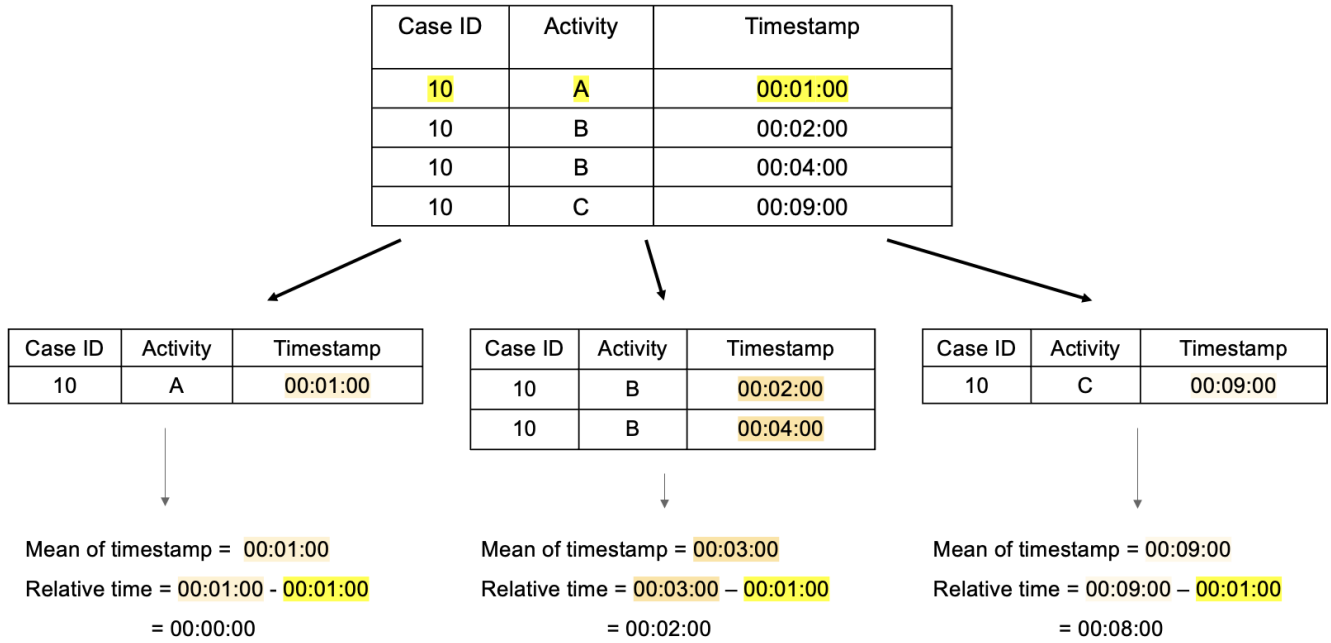 Case ID Activity Timestamp
10 A 00:01:00
10 B 00:02:00
10 B 00:04:00
10 C 00:09:00
Case ID Activity Timestamp
10 A 00:01:00
Mean of timestamp = 00:01:00
Relative time = 00:01:00 - 00:01:00
= 00:00:00
Case ID Activity Timestamp
10 B 00:02:00
10 B 00:04:00
Mean of timestamp = 00:03:00
Relative time = 00:03:00 – 00:01:00
= 00:02:00
Case ID Activity Timestamp
10 C 00:09:00
Mean of timestamp = 00:09:00
Relative time = 00:09:00 – 00:01:00
= 00:08:00